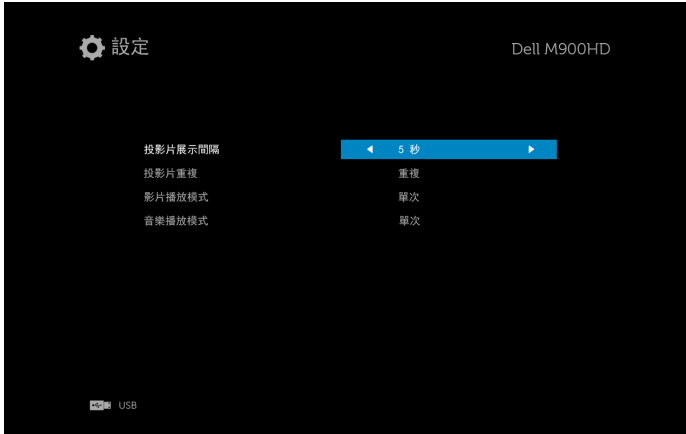 設定 Dell M900HD
投影片展示間隔 5 秒
投影片重複 重複
影片播放模式 單次
音樂播放模式 單次
USB